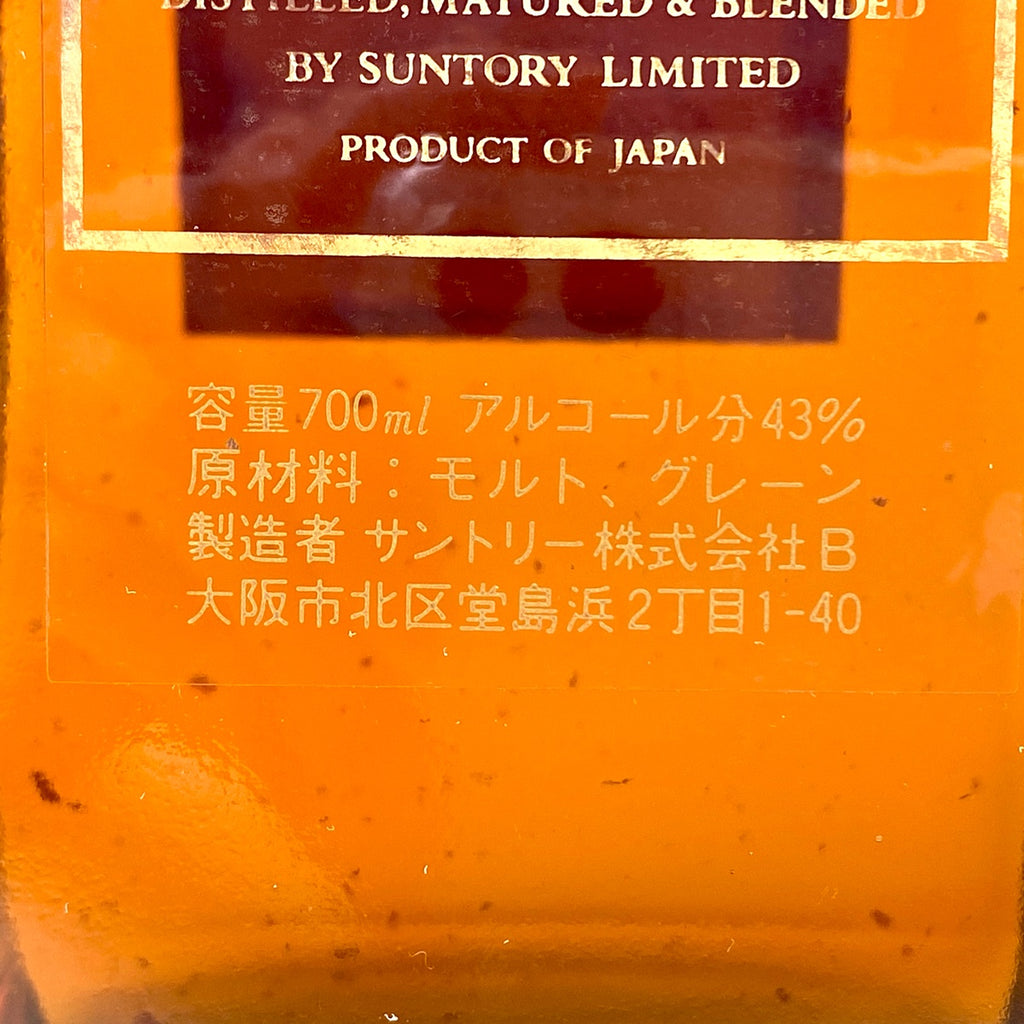 DISTILLED, MATURED & BLENDED
BY SUNTORY LIMITED
PRODUCT OF JAPAN
容量700ml アルコール分43%
原材料：モルト、グレーン
製造者 サントリー株式会社B
大阪市北区堂島浜2丁目1-40